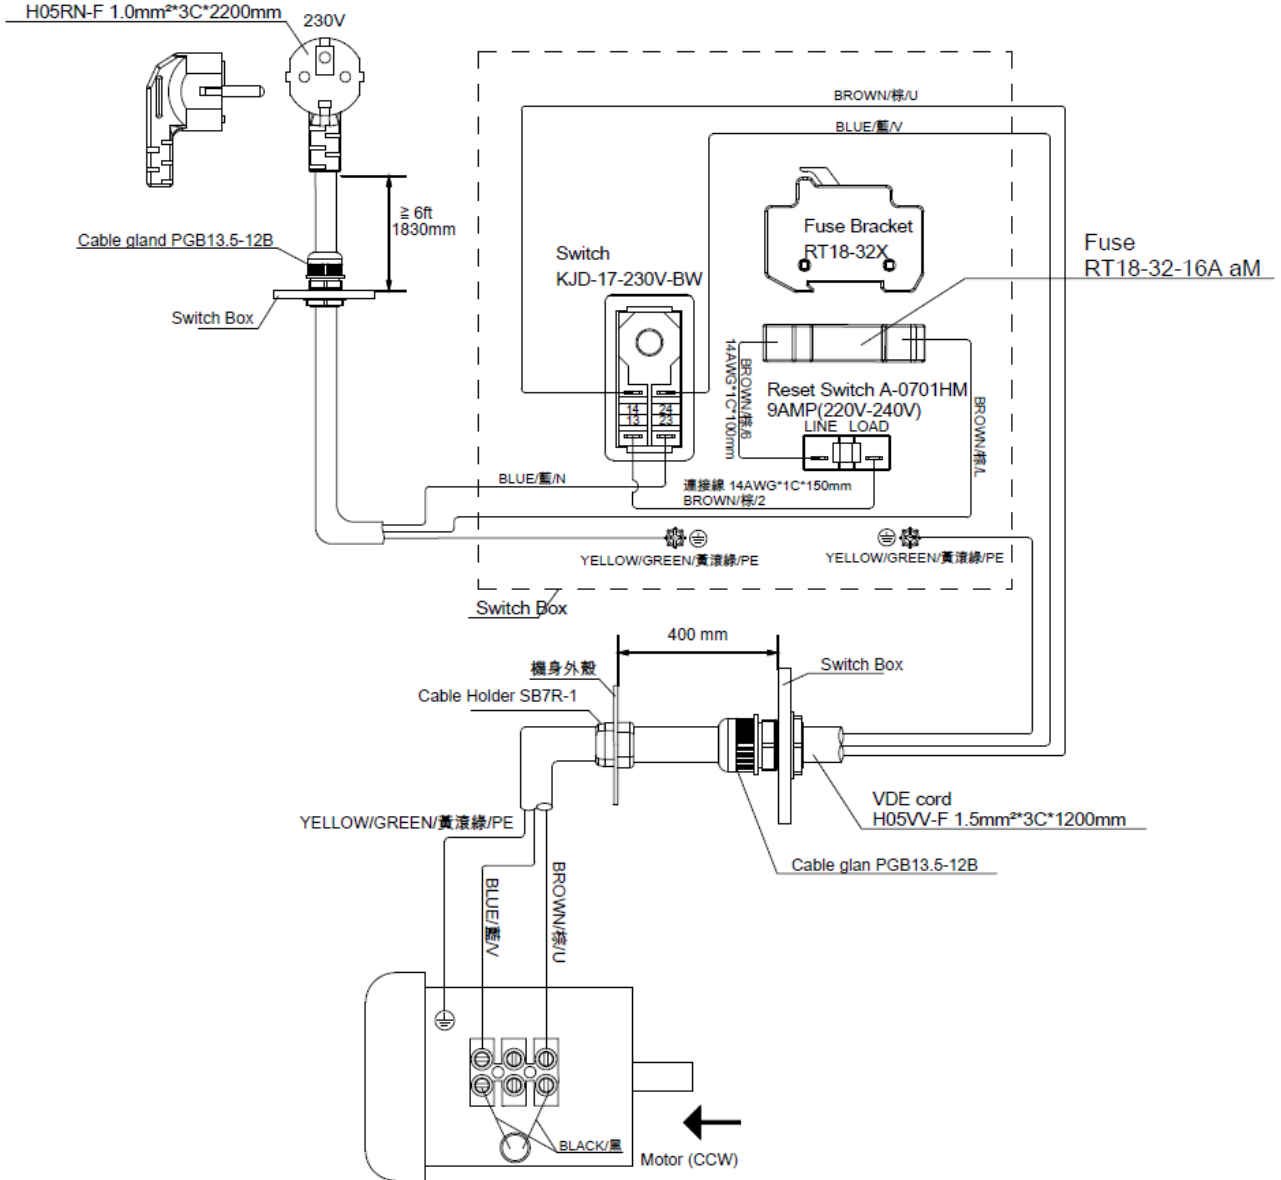 H05RN-F 1.0mm²*3C*2200mm
230V
BROWN/棕/U
BLUE/藍/V
≧ 6ft
1830mm
Cable gland PGB13.5-12B
Switch Box
Switch
KJD-17-230V-BW
Fuse Bracket
RT18-32X
Fuse
RT18-32-16A aM
14 24
13 23
BROWN/棕/6
14AWG*1C*100mm
Reset Switch A-0701HM
9AMP(220V-240V)
LINE LOAD
BROWN/棕/L
BLUE/藍/N
連接線 14AWG*1C*150mm
BROWN/棕/2
YELLOW/GREEN/黃滾綠/PE
YELLOW/GREEN/黃滾綠/PE
Switch Box
400 mm
機身外殼
Switch Box
Cable Holder SB7R-1
VDE cord
H05VV-F 1.5mm²*3C*1200mm
YELLOW/GREEN/黃滾綠/PE
Cable glan PGB13.5-12B
BLUE/藍/V
BROWN/棕/U
BLACK/黑
Motor (CCW)